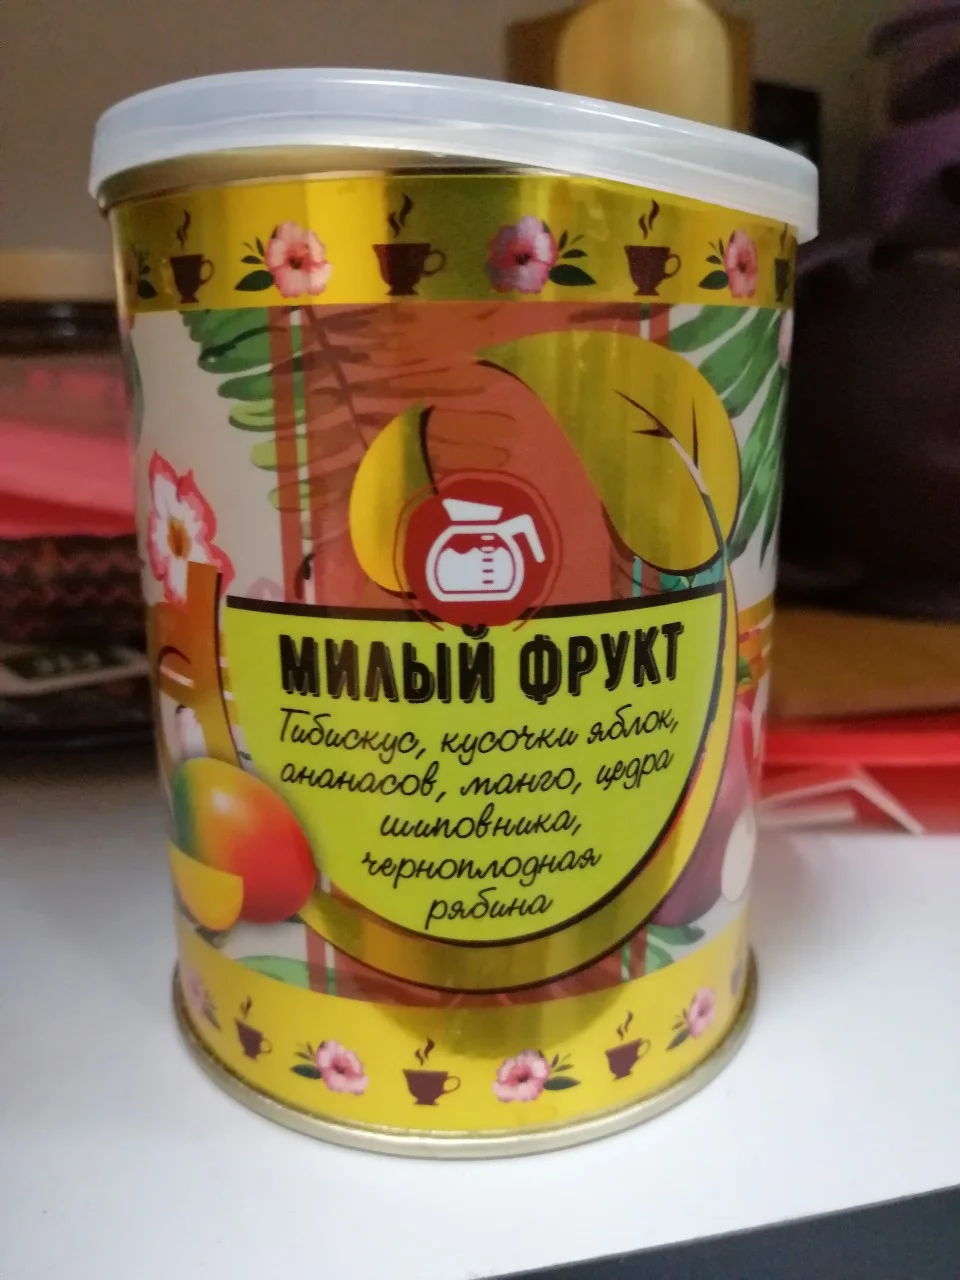 МИЛЫЙ ФРУКТ
Гибискус, кусочки яблок,
ананасов, манго, цедра
шиповника,
черноплодная
рябина